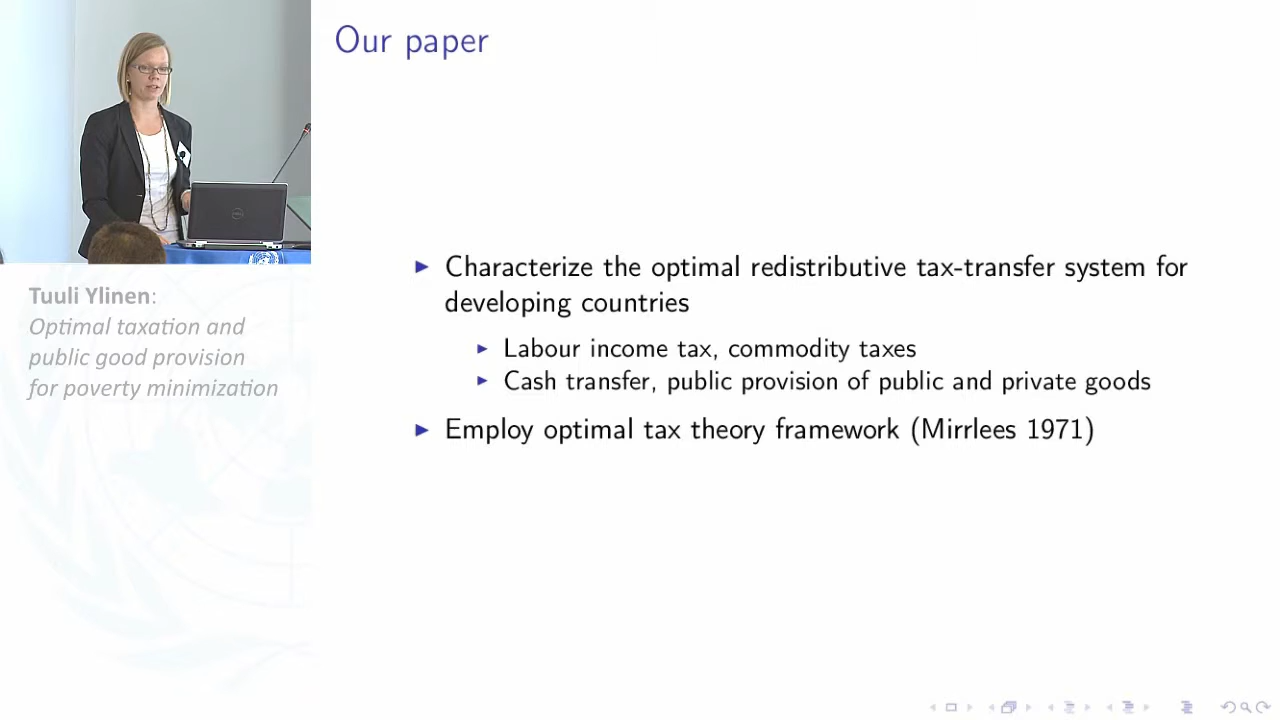 Our paper
Tuuli Ylinen:
Optimal taxation and
public good provision
for poverty minimization
Characterize the optimal redistributive tax-transfer system for
developing countries
Labour income tax, commodity taxes
Cash transfer, public provision of public and private goods
Employ optimal tax theory framework (Mirrlees 1971)